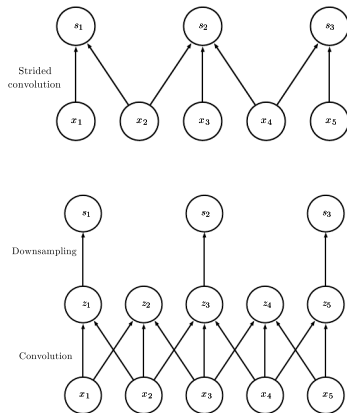 s1 s2 s3
Strided
convolution
x1 x2 x3 x4 x5
s1 s2 s3
Downsampling
z1 z2 z3 z4 z5
Convolution
x1 x2 x3 x4 x5